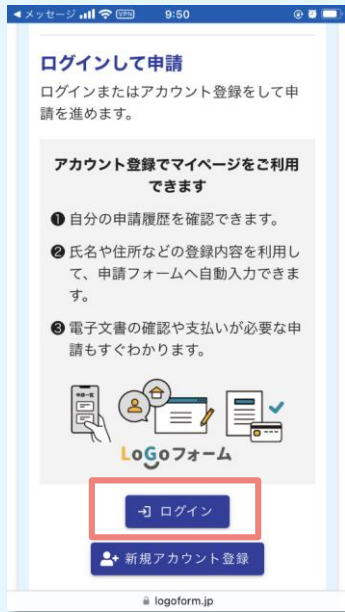 メッセージ VPN 9:50
ログインして申請
ログインまたはアカウント登録をして申
請を進めます。
アカウント登録でマイページをご利用
できます
❶ 自分の申請履歴を確認できます。
❷ 氏名や住所などの登録内容を利用し
て、申請フォームへ自動入力できま
す。
❸ 電子文書の確認や支払いが必要な申
請もすぐわかります。
申請一覧
LoGoフォーム
ログイン
新規アカウント登録
logoform.jp